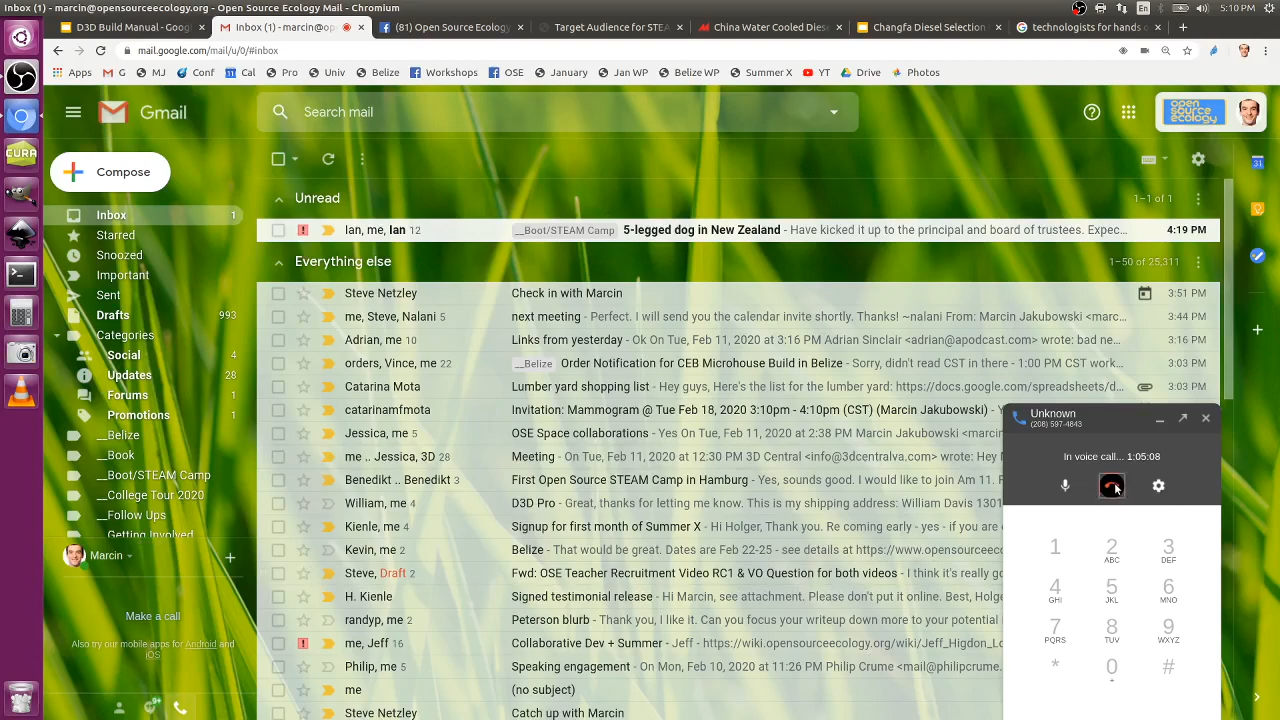 Inbox (1) - marcin@opensourceecology.org - Open Source Ecology Mail - Chromium
En
5:10 PM
D3D Build Manual - Goog
Inbox (1) - marcin@op
(81) Open Source Ecology
Target Audience for STEA
China Water Cooled Diese
Changfa Diesel Selection
technologists for hands o
mail.google.com/mail/u/0/#inbox
Apps
G
MJ
Conf
Cal
Pro
Univ
Belize
Workshops
OSE
January
Jan WP
Belize WP
Summer X
YT
Drive
Photos
Gmail
Search mail
open source ecology
Compose
Inbox 1
Starred
Snoozed
Important
Sent
Drafts 993
Categories
Social 4
Updates 28
Forums 1
Promotions 1
__Belize
__Book
__Boot/STEAM Camp
__College Tour 2020
__Follow Ups
Getting Involved
Marcin
Make a call
Also try our mobile apps for Android and
iOS
Unread
1–1 of 1
Ian, me, Ian 12 __Boot/STEAM Camp 5-legged dog in New Zealand - Have kicked it up to the principal and board of trustees. Expec… 4:19 PM
Everything else
1–50 of 25,311
Steve Netzley Check in with Marcin 3:51 PM
me, Steve, Nalani 5 next meeting - Perfect. I will send you the calendar invite shortly. Thanks! ~nalani From: Marcin Jakubowski <marc… 3:44 PM
Adrian, me 10 Links from yesterday - Ok On Tue, Feb 11, 2020 at 3:16 PM Adrian Sinclair <adrian@apodcast.com> wrote: bad ne… 3:16 PM
orders, Vince, me 22 __Belize Order Notification for CEB Microhouse Build in Belize - Sorry, didn't read CST in there - 1:00 PM CST work… 3:03 PM
Catarina Mota Lumber yard shopping list - Hey guys, Here's the list for the lumber yard: https://docs.google.com/spreadsheets/d… 3:03 PM
catarinamfmota Invitation: Mammogram @ Tue Feb 18, 2020 3:10pm - 4:10pm (CST) (Marcin Jakubowski) -
Jessica, me 5 OSE Space collaborations - Yes On Tue, Feb 11, 2020 at 2:38 PM Marcin Jakubowski <
me .. Jessica, 3D 28 Meeting - On Tue, Feb 11, 2020 at 12:30 PM 3D Central <info@3dcentralva.com> wrote: He
Benedikt .. Benedikt 3 First Open Source STEAM Camp in Hamburg - Yes, sounds good. I would like to join Am 11. F
William, me 4 D3D Pro - Great, thanks for letting me know. This is my shipping address: William David 1301
Kienle, me 4 Signup for first month of Summer X - Hi Holger, Thank you. Re coming early - yes - if you are
Kevin, me 2 Belize - That would be great. Dates are Feb 22-25 - see details at https://www.opensourceec
Steve, Draft 2 Fwd: OSE Teacher Recruitment Video RC1 & VO Question for both videos - I think it's really go
H. Kienle Signed testimonial release - Hi Marcin, see attachment. Please don't put it online. Best, Holger
randyp, me 2 Peterson blurb - Thank you, I like it. Can you focus your writeup down more to your potential
me, Jeff 16 Collaborative Dev + Summer - Jeff - https://wiki.opensourceecology.org/wiki/Jeff_Higdon_L
Philip, me 5 Speaking engagement - On Mon, Feb 10, 2020 at 11:26 PM Philip Crume <mail@philipcrume.
me (no subject)
Steve Netzley Catch up with Marcin
Unknown
(208) 597-4843
In voice call... 1:05:08
1
2
3
ABC
DEF
4
5
6
GHI
JKL
MNO
7
8
9
PQRS
TUV
WXYZ
*
0
#
CURA
31
9+